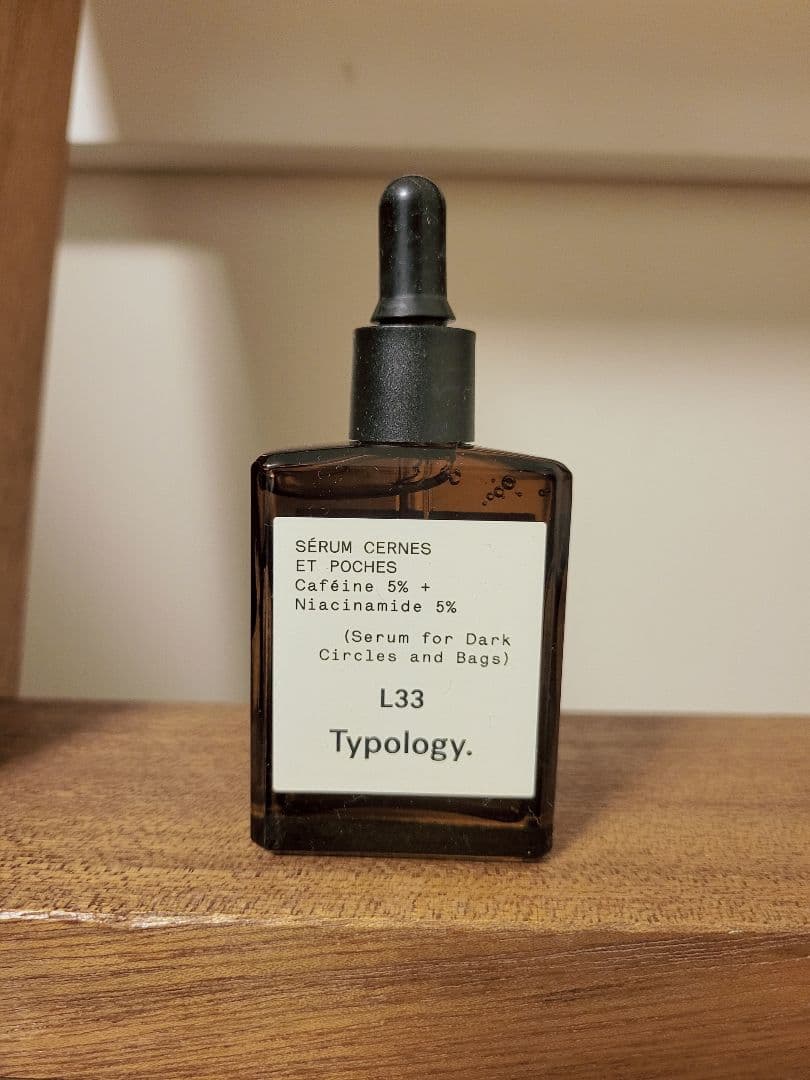 SÉRUM CERNES
ET POCHES
Caféine 5% +
Niacinamide 5%
(Serum for Dark
Circles and Bags)
L33
Typology.